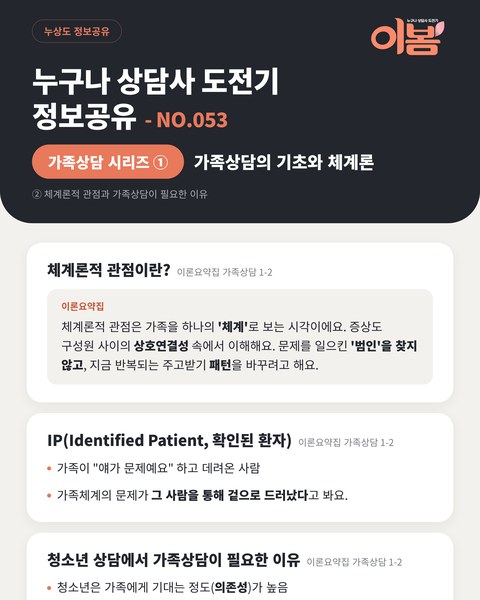 누상도 정보공유
누구나 상담사 도전기
이봄
누구나 상담사 도전기
정보공유 - NO.053
가족상담 시리즈 ① 가족상담의 기초와 체계론
② 체계론적 관점과 가족상담이 필요한 이유
체계론적 관점이란? 이론요약집 가족상담 1-2
이론요약집
체계론적 관점은 가족을 하나의 '체계'로 보는 시각이에요. 증상도
구성원 사이의 상호연결성 속에서 이해해요. 문제를 일으킨 '범인'을 찾지
않고, 지금 반복되는 주고받기 패턴을 바꾸려고 해요.
IP(Identified Patient, 확인된 환자) 이론요약집 가족상담 1-2
• 가족이 "얘가 문제예요" 하고 데려온 사람
• 가족체계의 문제가 그 사람을 통해 겉으로 드러났다고 봐요.
청소년 상담에서 가족상담이 필요한 이유 이론요약집 가족상담 1-2
• 청소년은 가족에게 기대는 정도(의존성)가 높음